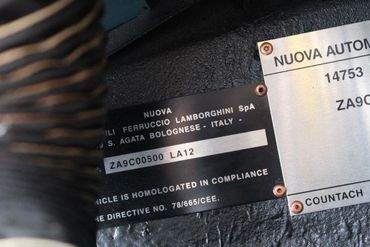 NUOVA
ILI FERRUCCIO LAMBORGHINI SpA
S. AGATA BOLOGNESE - ITALY -
ZA9C00500 LA12
HICLE IS HOMOLOGATED IN COMPLIANCE
THE DIRECTIVE NO. 78/665/CEE.
NUOVA AUTOM
14753
ZA9C
COUNTACH